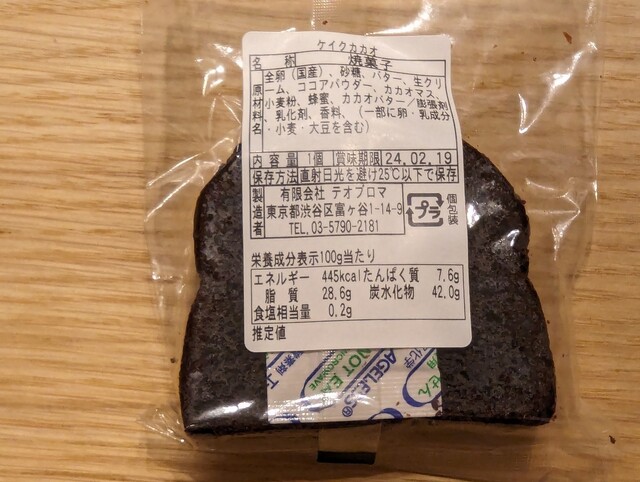 ケイクカカオ
名 称 焼菓子
原材料名
全卵(国産)、砂糖、バター、生クリ
ーム、ココアパウダー、カカオマス、
小麦粉、蜂蜜、カカオバター/膨張剤
、乳化剤、香料、(一部に卵・乳成分
・小麦・大豆を含む)
内 容 量 1個 賞味期限 24.02.19
保存方法 直射日光を避け25℃以下で保存
製造者
有限会社 テオブロマ
東京都渋谷区富ヶ谷1-14-9
TEL.03-5790-2181
プラ
個包装
栄養成分表示100g当たり
エネルギー 445kcal たんぱく質 7.6g
脂 質 28.6g 炭水化物 42.0g
食塩相当量 0.2g
推定値
AGELESS®